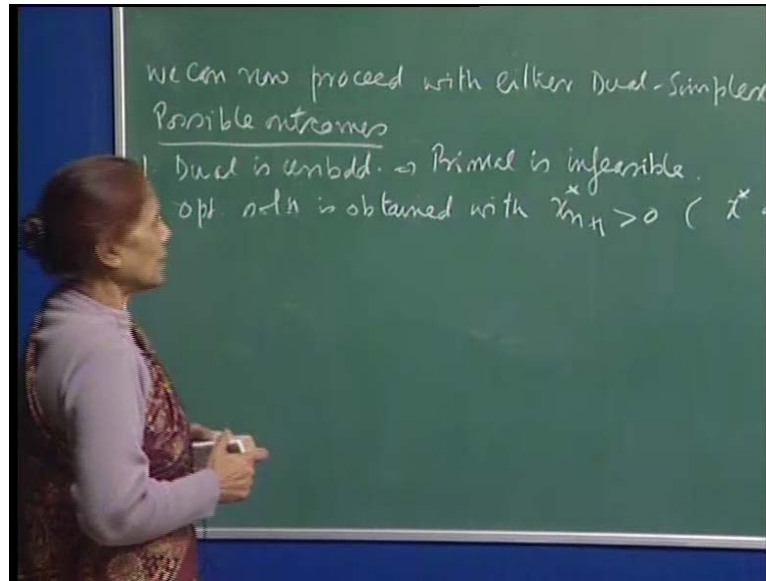 we can now proceed with either Dual-Simplex
Possible outcomes
1. Dual is unbdd. ⇒ Primal is infeasible.
opt. soln is obtained with x*ₙ₊₁ > 0 ( x*